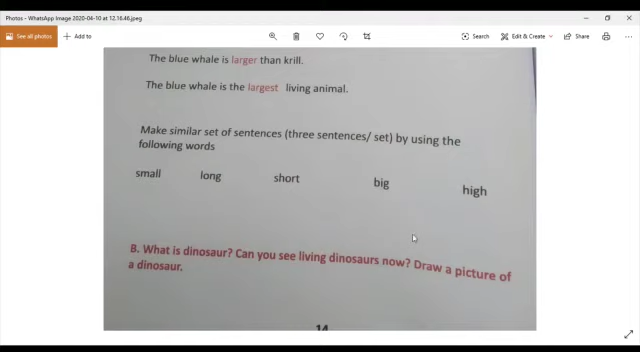 Photos - WhatsApp Image 2020-04-10 at 12.16.46.jpeg
See all photos
Add to
Search
Edit & Create
Share
The blue whale is larger than krill.
The blue whale is the largest living animal.
Make similar set of sentences (three sentences/ set) by using the
following words
small long short big high
B. What is dinosaur? Can you see living dinosaurs now? Draw a picture of
a dinosaur.
14